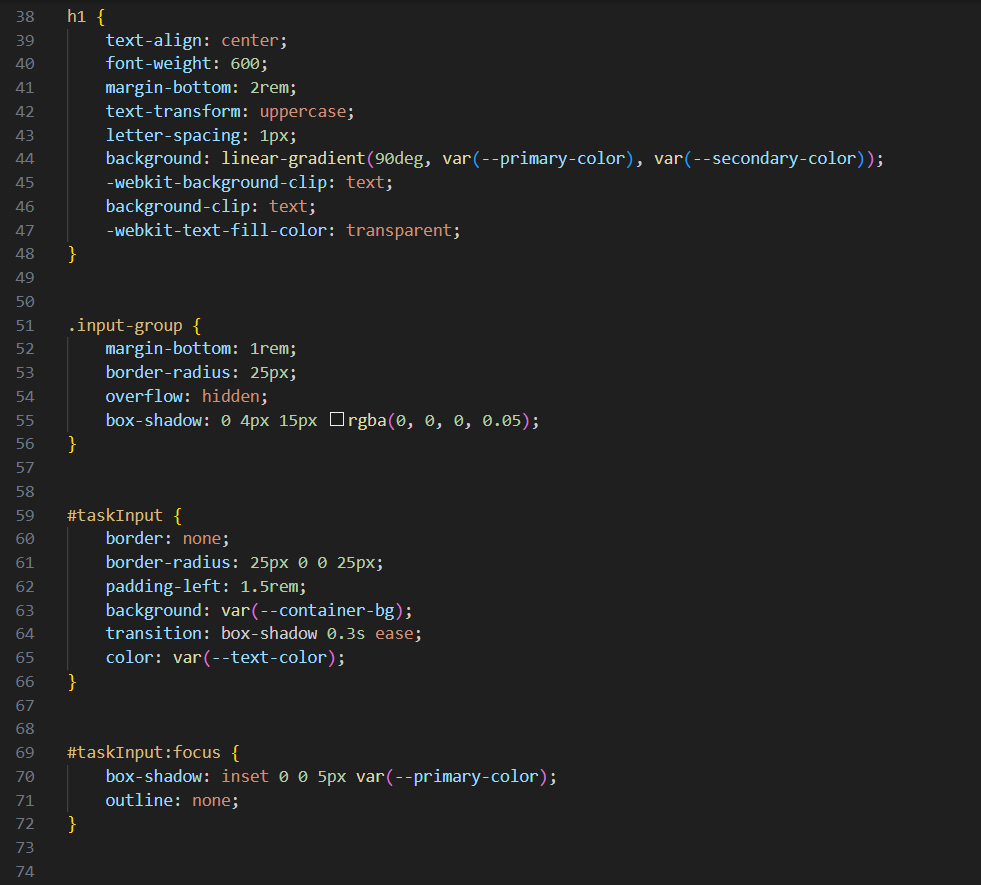 38 h1 {
39 text-align: center;
40 font-weight: 600;
41 margin-bottom: 2rem;
42 text-transform: uppercase;
43 letter-spacing: 1px;
44 background: linear-gradient(90deg, var(--primary-color), var(--secondary-color));
45 -webkit-background-clip: text;
46 background-clip: text;
47 -webkit-text-fill-color: transparent;
48 }
49
50
51 .input-group {
52 margin-bottom: 1rem;
53 border-radius: 25px;
54 overflow: hidden;
55 box-shadow: 0 4px 15px rgba(0, 0, 0, 0.05);
56 }
57
58
59 #taskInput {
60 border: none;
61 border-radius: 25px 0 0 25px;
62 padding-left: 1.5rem;
63 background: var(--container-bg);
64 transition: box-shadow 0.3s ease;
65 color: var(--text-color);
66 }
67
68
69 #taskInput:focus {
70 box-shadow: inset 0 0 5px var(--primary-color);
71 outline: none;
72 }
73
74